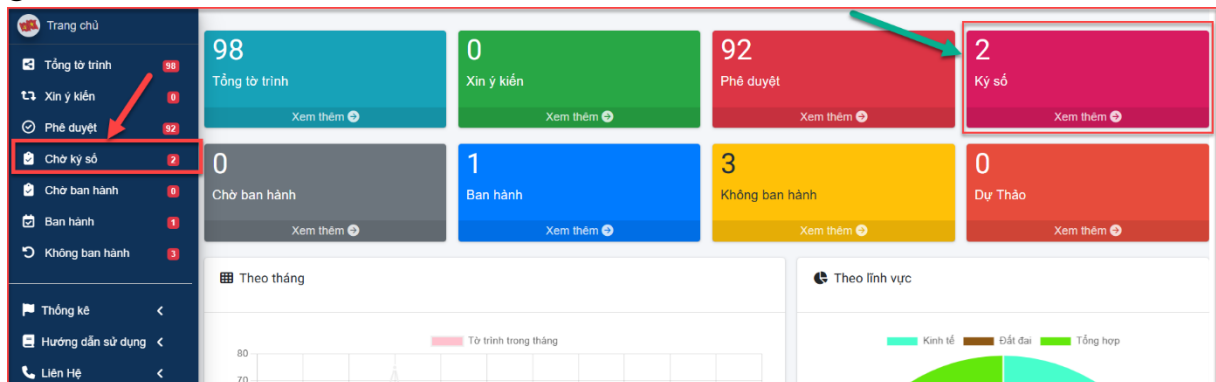 Trang chủ
Tổng tờ trình 98
Xin ý kiến 0
Phê duyệt 92
Chờ ký số 2
Chờ ban hành 0
Ban hành 1
Không ban hành 3
Thống kê
Hướng dẫn sử dụng
Liên Hệ
98
Tổng tờ trình
Xem thêm
0
Xin ý kiến
Xem thêm
92
Phê duyệt
Xem thêm
2
Ký số
Xem thêm
0
Chờ ban hành
Xem thêm
1
Ban hành
Xem thêm
3
Không ban hành
Xem thêm
0
Dự Thảo
Xem thêm
Theo tháng
Tờ trình trong tháng
80
70
Theo lĩnh vực
Kinh tế Đất đai Tổng hợp